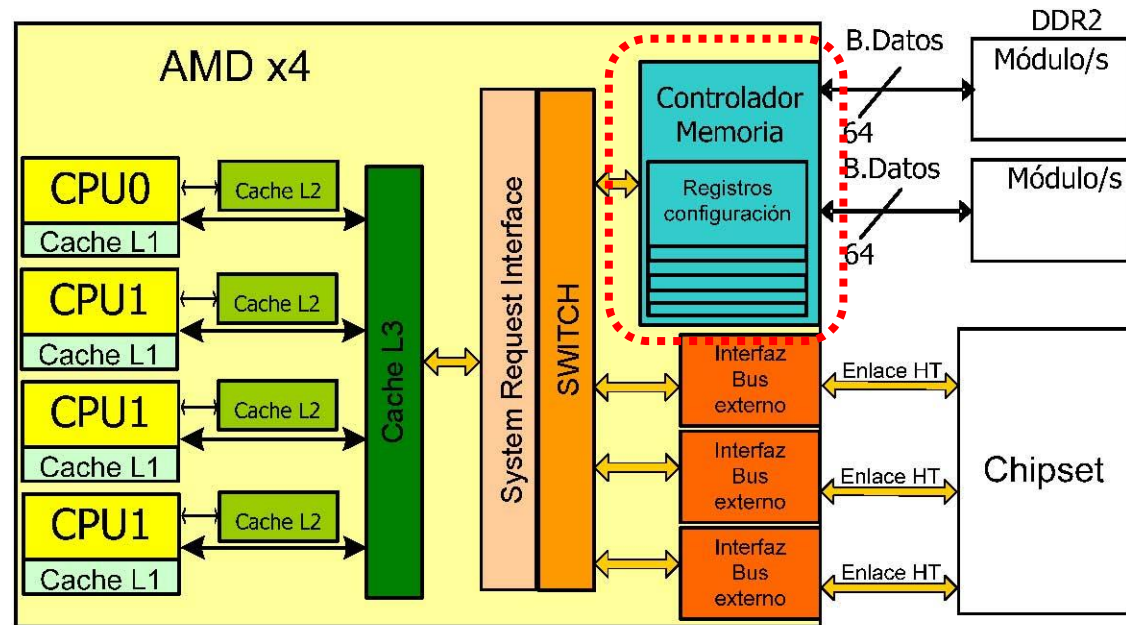 AMD x4
CPU0
Cache L1
Cache L2
CPU1
Cache L1
Cache L2
CPU1
Cache L1
Cache L2
CPU1
Cache L1
Cache L2
Cache L3
System Request Interface
SWITCH
Controlador
Memoria
Registros
configuración
Interfaz
Bus
externo
Interfaz
Bus
externo
Interfaz
Bus
externo
B.Datos
64
B.Datos
64
DDR2
Módulo/s
Módulo/s
Enlace HT
Enlace HT
Enlace HT
Chipset